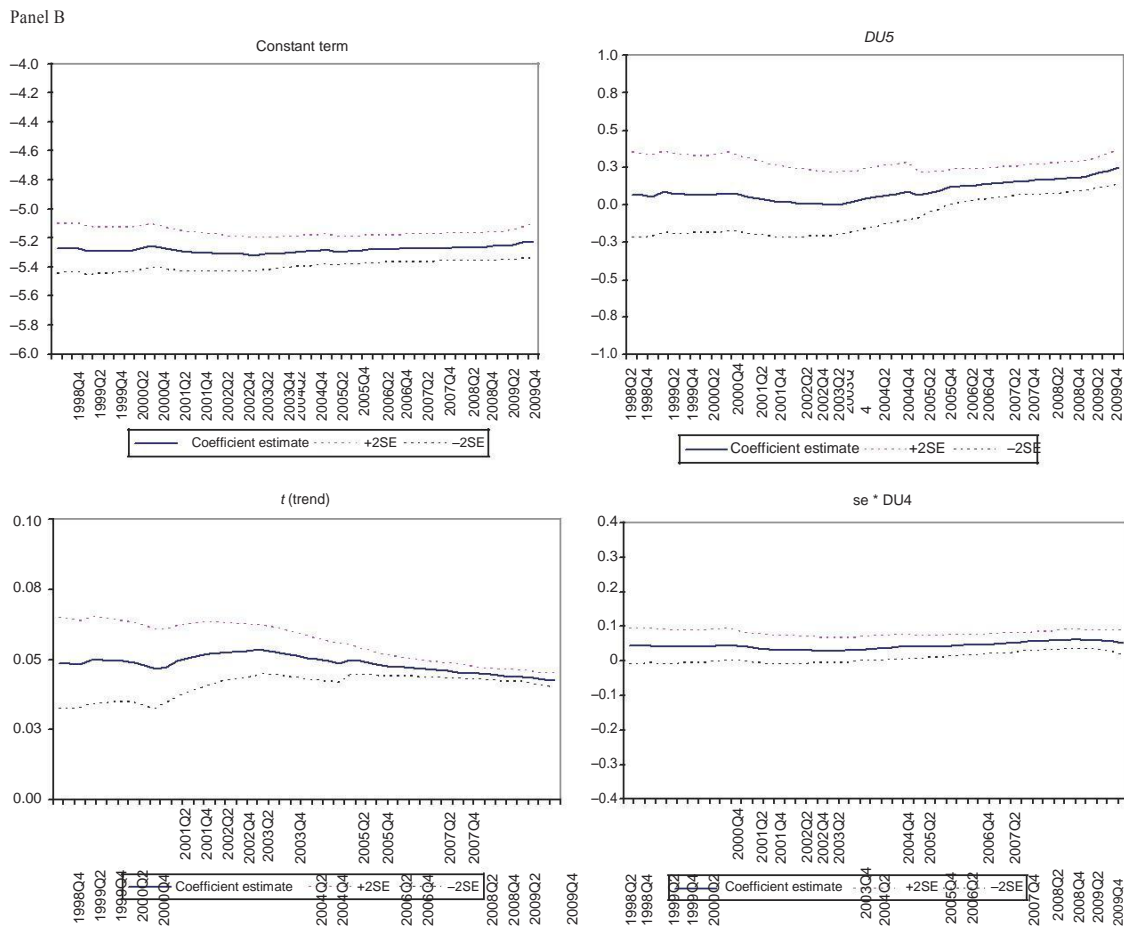 Panel B
Constant term
–4.0
–4.2
–4.4
–4.6
–4.8
–5.0
–5.2
–5.4
–5.6
–5.8
–6.0
1998Q4
1999Q2
1999Q4
2000Q2
2000Q4
2001Q2
2001Q4
2002Q2
2002Q4
2003Q2
2003Q4
2004Q2
2004Q4
2005Q2
2005Q4
2006Q2
2006Q4
2007Q2
2007Q4
2008Q2
2008Q4
2009Q2
2009Q4
Coefficient estimate
+2SE
–2SE
DU5
1.0
0.8
0.5
0.3
0.0
–0.3
–0.5
–0.8
–1.0
1998Q2
1998Q4
1999Q2
1999Q4
2000Q2
2000Q4
2001Q2
2001Q4
2002Q2
2002Q4
2003Q2
2003Q
4
2004Q2
2004Q4
2005Q2
2005Q4
2006Q2
2006Q4
2007Q2
2007Q4
2008Q2
2008Q4
2009Q2
2009Q4
Coefficient estimate
+2SE
–2SE
t (trend)
0.10
0.08
0.05
0.03
0.00
1998Q4
1999Q2
1999Q4
2000Q2
2000Q4
2001Q2
2001Q4
2002Q2
2002Q4
2003Q2
2003Q4
2004Q2
2004Q4
2005Q2
2005Q4
2006Q2
2006Q4
2007Q2
2007Q4
2008Q2
2008Q4
2009Q2
2009Q4
Coefficient estimate
+2SE
–2SE
se * DU4
0.4
0.3
0.2
0.1
0
–0.1
–0.2
–0.3
–0.4
1998Q2
1998Q4
1999Q2
1999Q4
2000Q2
2000Q4
2001Q2
2001Q4
2002Q2
2002Q4
2003Q2
2003Q4
2004Q2
2004Q4
2005Q2
2005Q4
2006Q2
2006Q4
2007Q2
2007Q4
2008Q2
2008Q4
2009Q2
2009Q4
Coefficient estimate
+2SE
–2SE